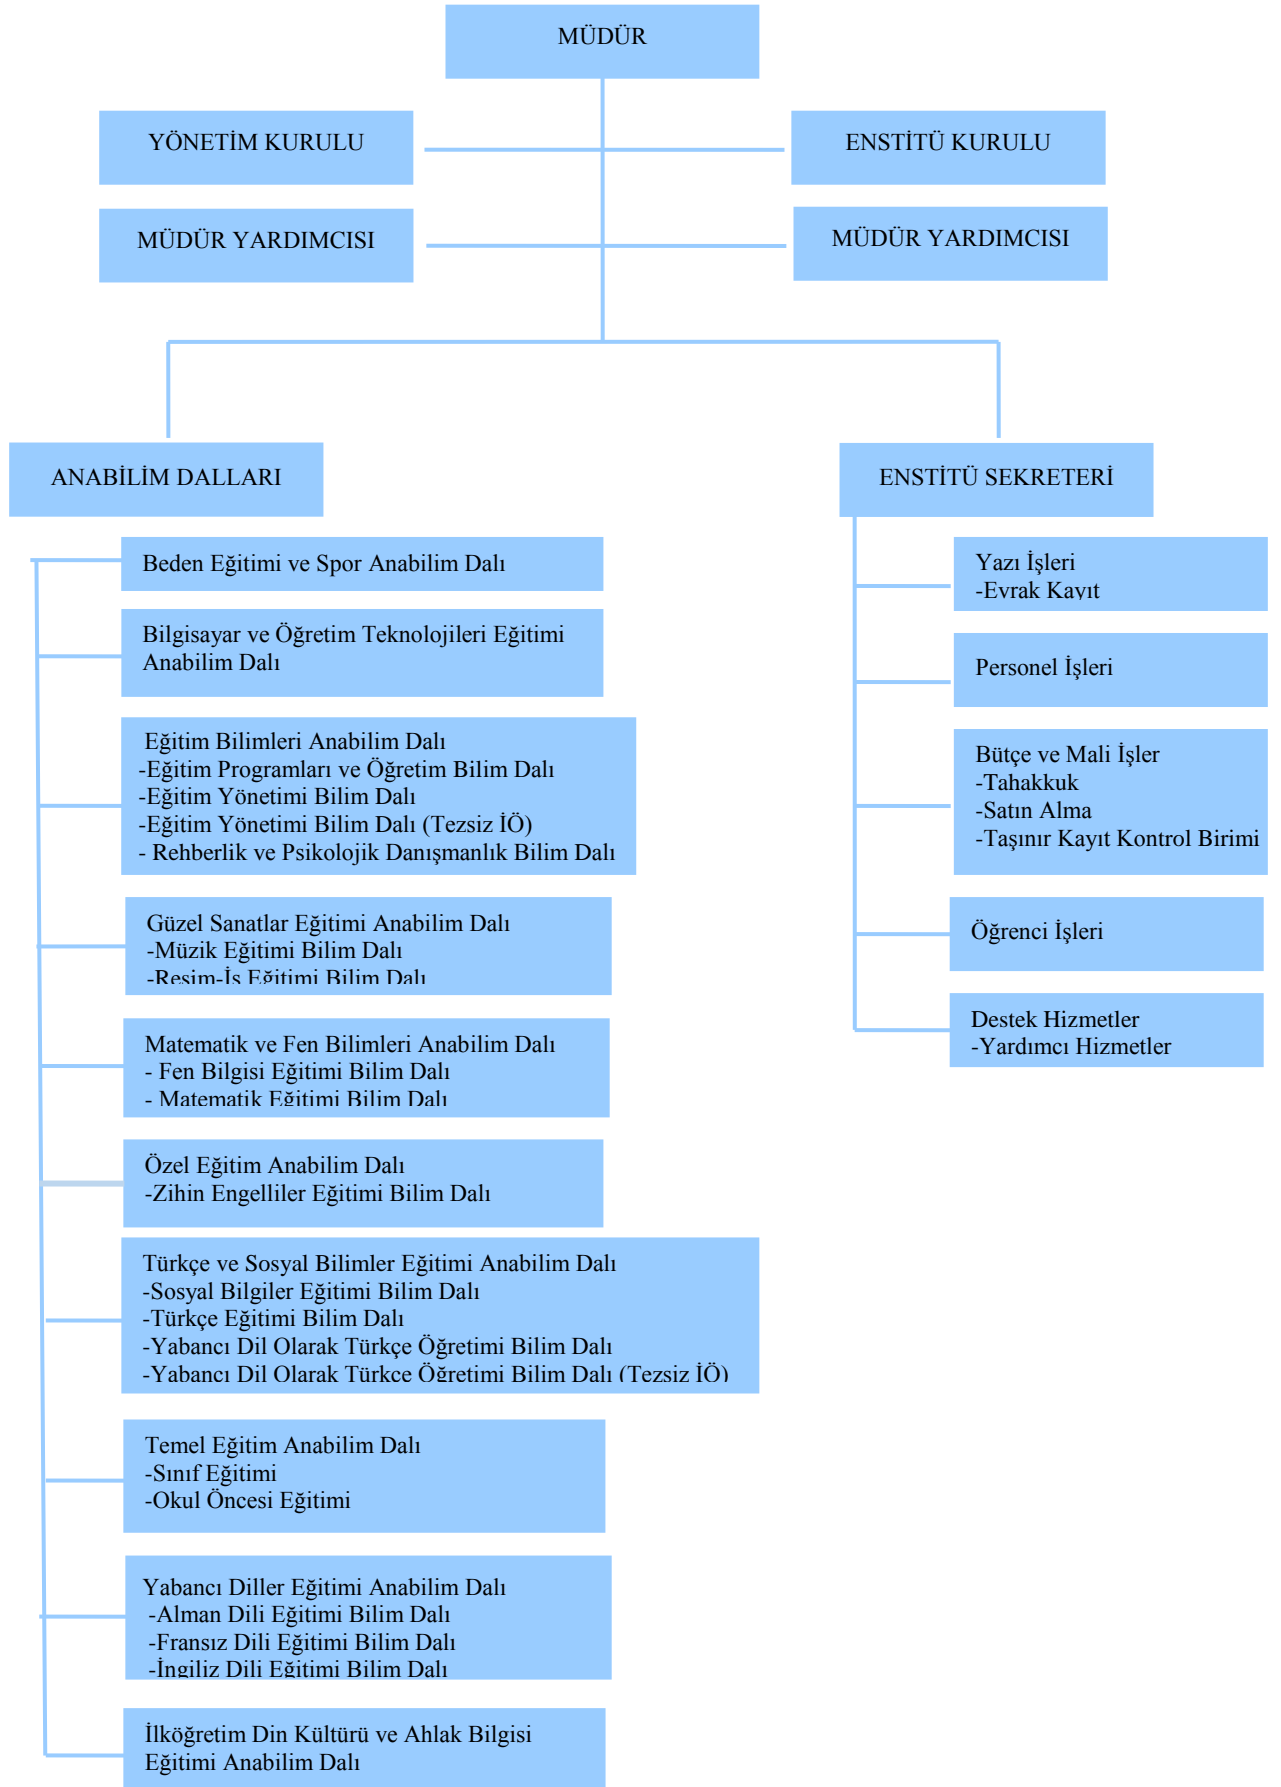 MÜDÜR
YÖNETİM KURULU
ENSTİTÜ KURULU
MÜDÜR YARDIMCISI
MÜDÜR YARDIMCISI
ANABİLİM DALLARI
Beden Eğitimi ve Spor Anabilim Dalı
Bilgisayar ve Öğretim Teknolojileri Eğitimi
Anabilim Dalı
Eğitim Bilimleri Anabilim Dalı
-Eğitim Programları ve Öğretim Bilim Dalı
-Eğitim Yönetimi Bilim Dalı
-Eğitim Yönetimi Bilim Dalı (Tezsiz İÖ)
- Rehberlik ve Psikolojik Danışmanlık Bilim Dalı
Güzel Sanatlar Eğitimi Anabilim Dalı
-Müzik Eğitimi Bilim Dalı
-Resim-İş Eğitimi Bilim Dalı
Matematik ve Fen Bilimleri Anabilim Dalı
- Fen Bilgisi Eğitimi Bilim Dalı
- Matematik Eğitimi Bilim Dalı
Özel Eğitim Anabilim Dalı
-Zihin Engelliler Eğitimi Bilim Dalı
Türkçe ve Sosyal Bilimler Eğitimi Anabilim Dalı
-Sosyal Bilgiler Eğitimi Bilim Dalı
-Türkçe Eğitimi Bilim Dalı
-Yabancı Dil Olarak Türkçe Öğretimi Bilim Dalı
-Yabancı Dil Olarak Türkçe Öğretimi Bilim Dalı (Tezsiz İÖ)
Temel Eğitim Anabilim Dalı
-Sınıf Eğitimi
-Okul Öncesi Eğitimi
Yabancı Diller Eğitimi Anabilim Dalı
-Alman Dili Eğitimi Bilim Dalı
-Fransız Dili Eğitimi Bilim Dalı
-İngiliz Dili Eğitimi Bilim Dalı
İlköğretim Din Kültürü ve Ahlak Bilgisi
Eğitimi Anabilim Dalı
ENSTİTÜ SEKRETERİ
Yazı İşleri
-Evrak Kayıt
Personel İşleri
Bütçe ve Mali İşler
-Tahakkuk
-Satın Alma
-Taşınır Kayıt Kontrol Birimi
Öğrenci İşleri
Destek Hizmetler
-Yardımcı Hizmetler